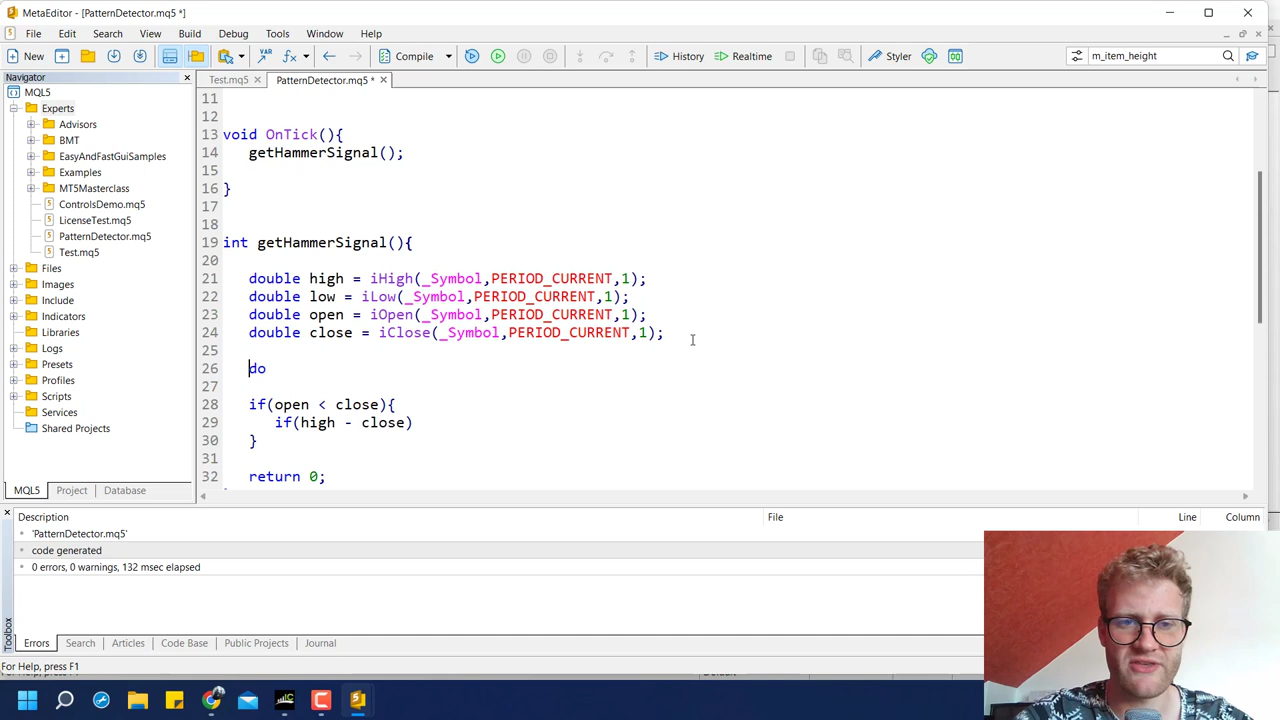 MetaEditor - [PatternDetector.mq5 *]
File Edit Search View Build Debug Tools Window Help
New Compile History Realtime Styler m_item_height
Navigator
Test.mq5 PatternDetector.mq5 *
MQL5
Experts
Advisors
BMT
EasyAndFastGuiSamples
Examples
MT5Masterclass
ControlsDemo.mq5
LicenseTest.mq5
PatternDetector.mq5
Test.mq5
Files
Images
Include
Indicators
Libraries
Logs
Presets
Profiles
Scripts
Services
Shared Projects
MQL5 Project Database
11
12
13 void OnTick(){
14 getHammerSignal();
15
16 }
17
18
19 int getHammerSignal(){
20
21 double high = iHigh(_Symbol,PERIOD_CURRENT,1);
22 double low = iLow(_Symbol,PERIOD_CURRENT,1);
23 double open = iOpen(_Symbol,PERIOD_CURRENT,1);
24 double close = iClose(_Symbol,PERIOD_CURRENT,1);
25
26 do
27
28 if(open < close){
29 if(high - close)
30 }
31
32 return 0;
Description File Line Column
'PatternDetector.mq5'
code generated
0 errors, 0 warnings, 132 msec elapsed
Toolbox
Errors Search Articles Code Base Public Projects Journal
For Help, press F1